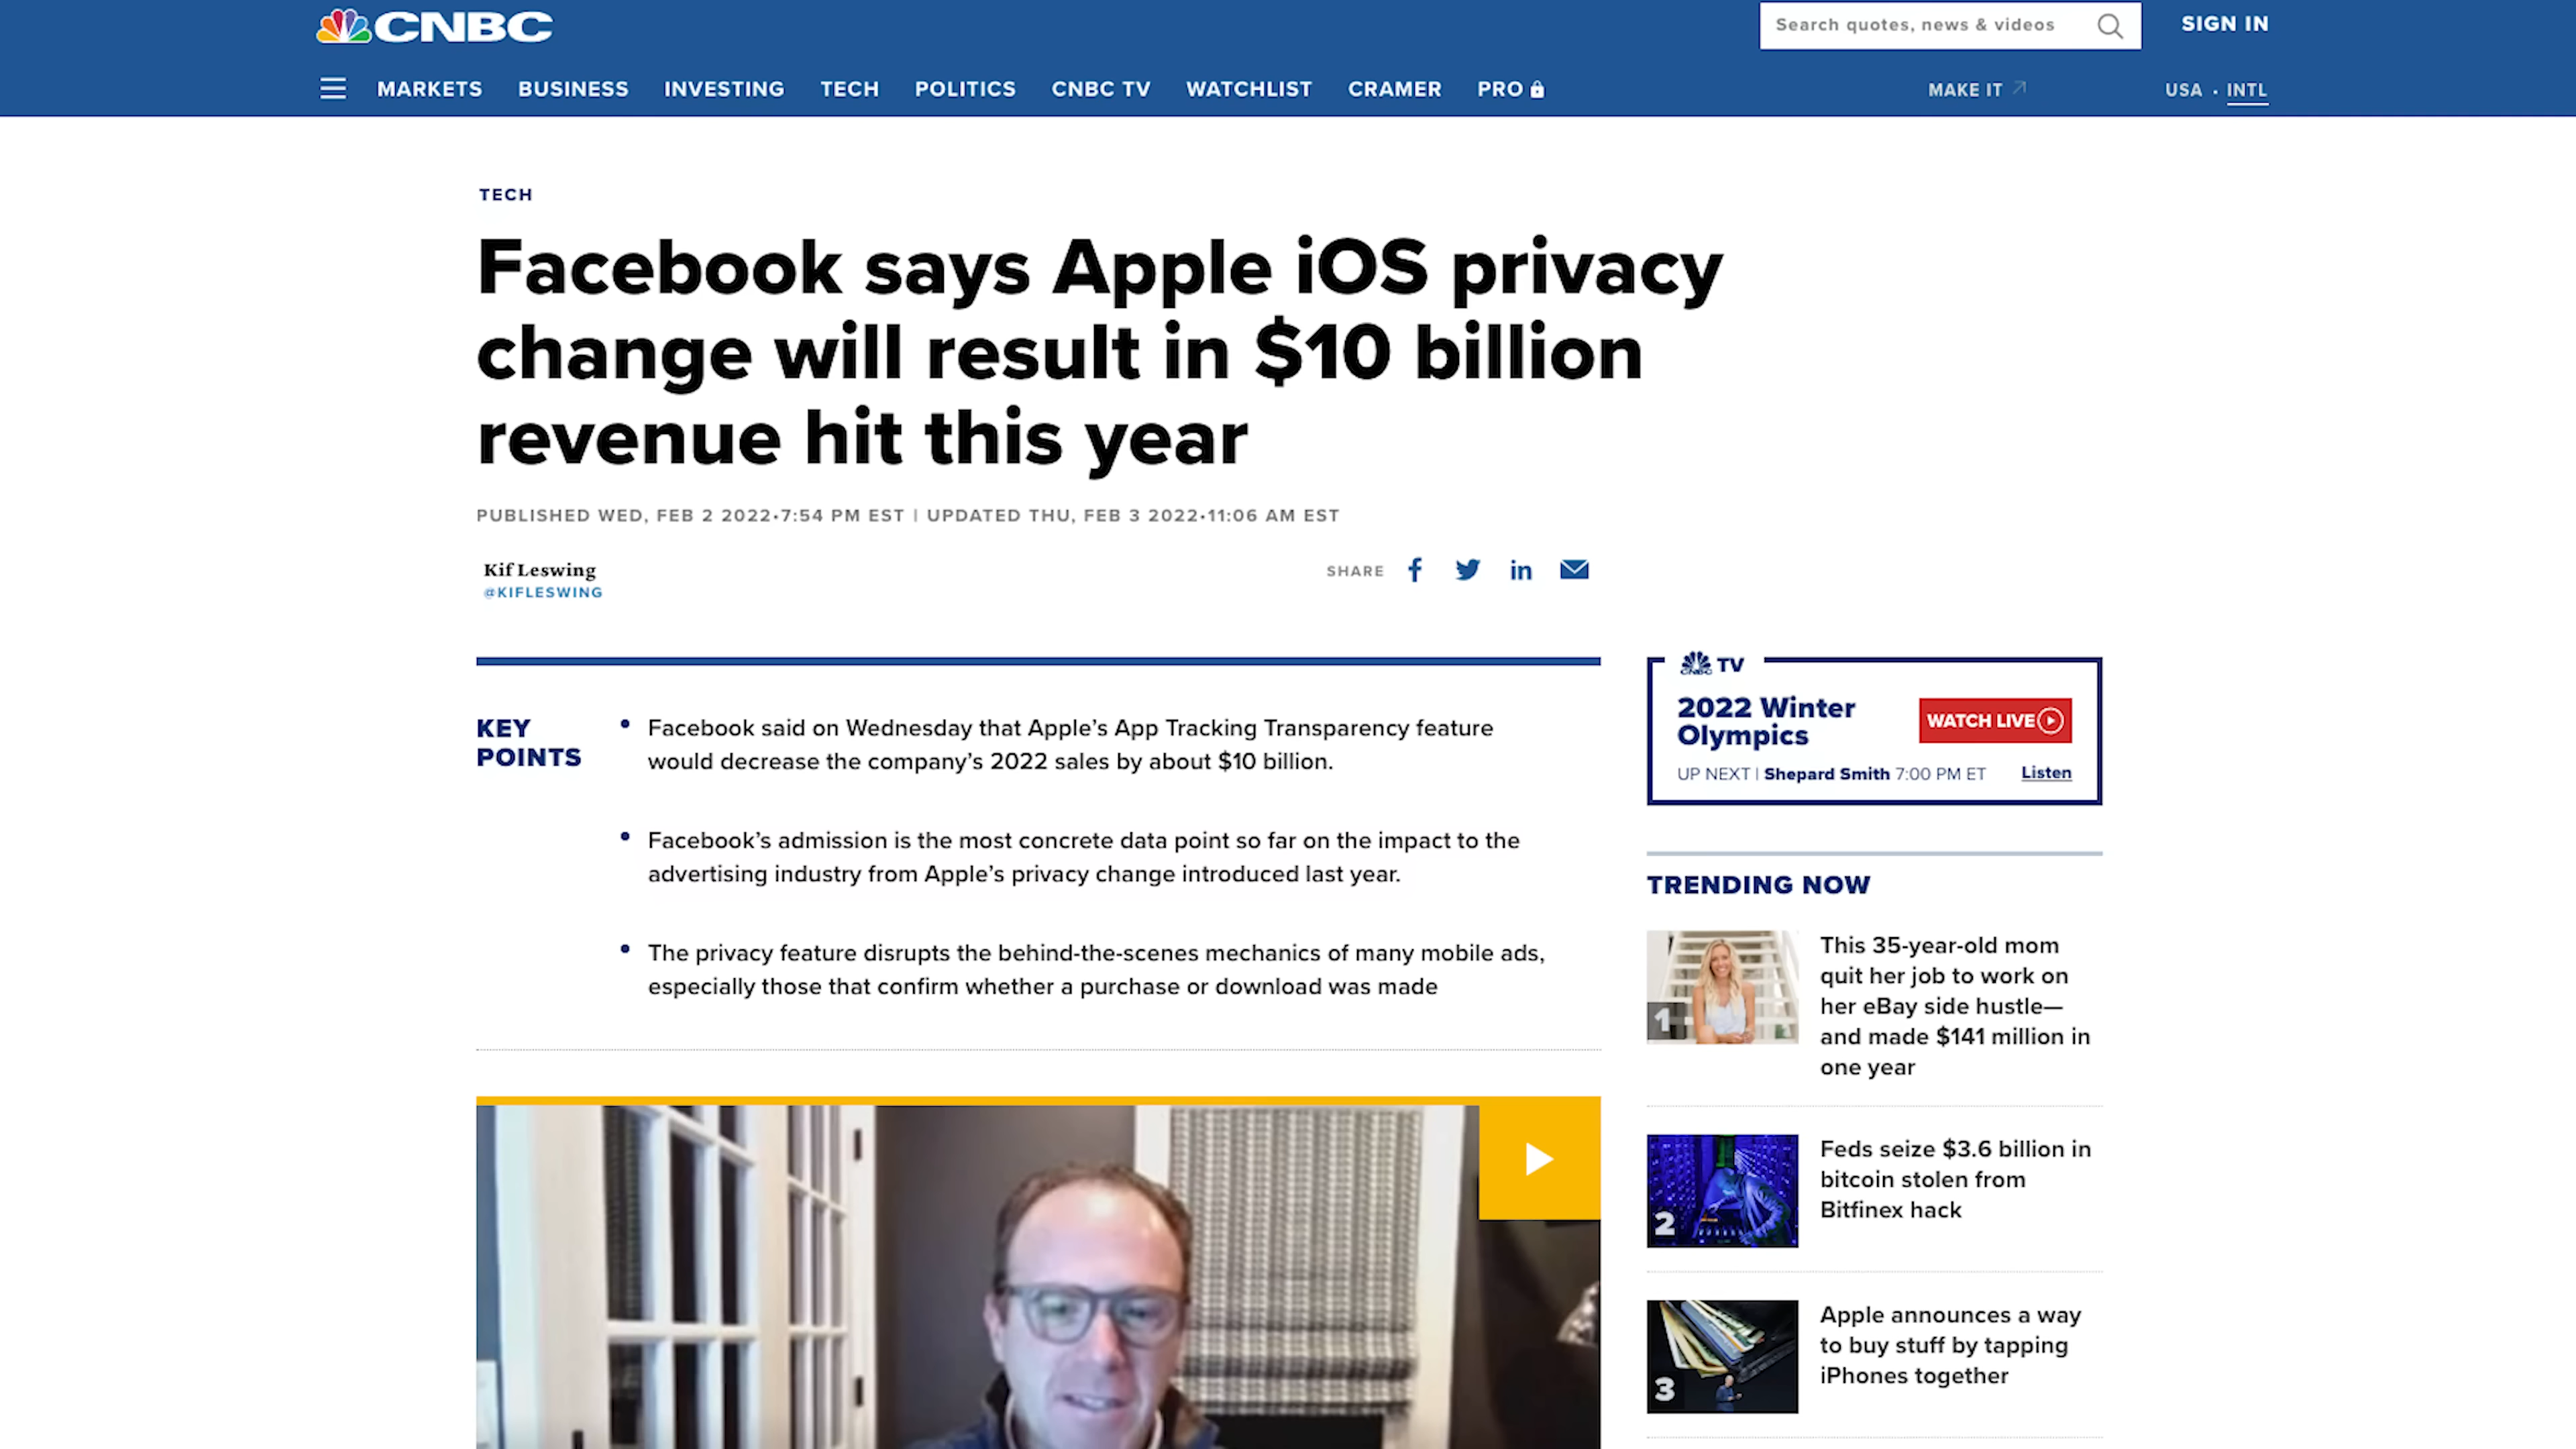 CNBC
Search quotes, news & videos
SIGN IN
MARKETS BUSINESS INVESTING TECH POLITICS CNBC TV WATCHLIST CRAMER PRO
MAKE IT
USA • INTL
TECH
Facebook says Apple iOS privacy
change will result in $10 billion
revenue hit this year
PUBLISHED WED, FEB 2 2022•7:54 PM EST | UPDATED THU, FEB 3 2022•11:06 AM EST
Kif Leswing
@KIFLESWING
SHARE
KEY
POINTS
• Facebook said on Wednesday that Apple’s App Tracking Transparency feature
would decrease the company’s 2022 sales by about $10 billion.
• Facebook’s admission is the most concrete data point so far on the impact to the
advertising industry from Apple’s privacy change introduced last year.
• The privacy feature disrupts the behind-the-scenes mechanics of many mobile ads,
especially those that confirm whether a purchase or download was made
CNBC TV
2022 Winter
Olympics
WATCH LIVE
UP NEXT | Shepard Smith 7:00 PM ET
Listen
TRENDING NOW
1
This 35-year-old mom
quit her job to work on
her eBay side hustle—
and made $141 million in
one year
2
Feds seize $3.6 billion in
bitcoin stolen from
Bitfinex hack
3
Apple announces a way
to buy stuff by tapping
iPhones together